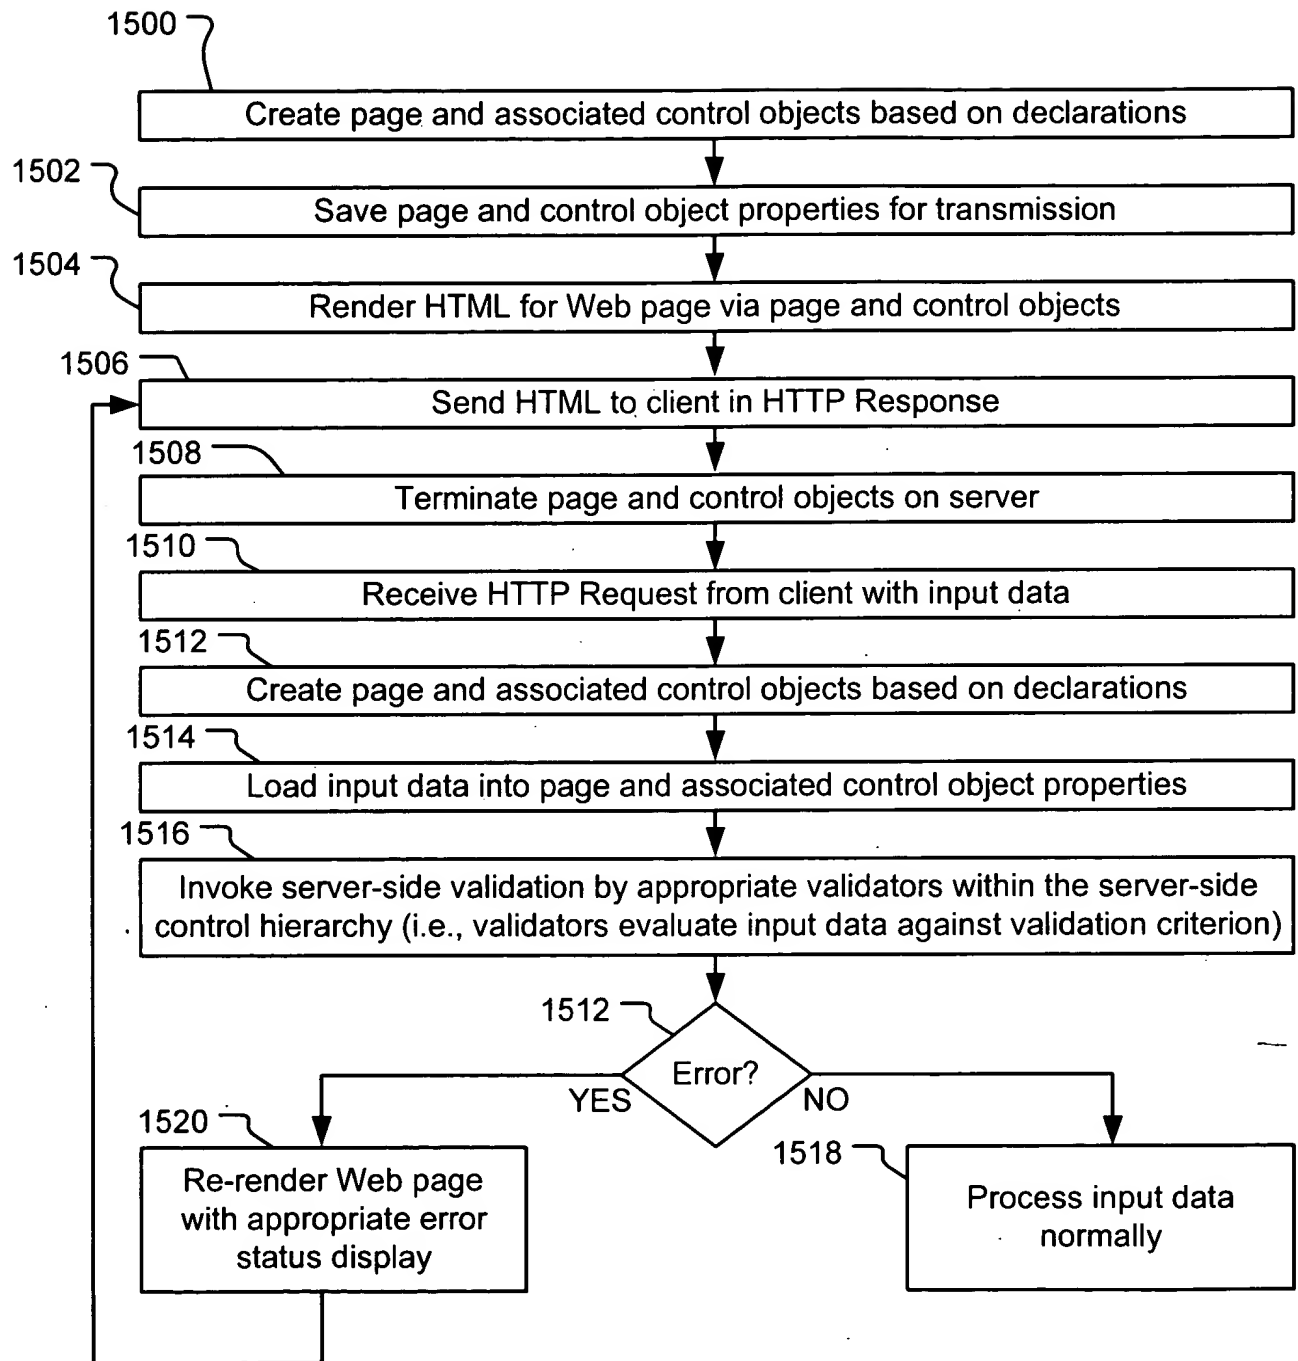 1500
Create page and associated control objects based on declarations
1502
Save page and control object properties for transmission
1504
Render HTML for Web page via page and control objects
1506
Send HTML to client in HTTP Response
1508
Terminate page and control objects on server
1510
Receive HTTP Request from client with input data
1512
Create page and associated control objects based on declarations
1514
Load input data into page and associated control object properties
1516
Invoke server-side validation by appropriate validators within the server-side
control hierarchy (i.e., validators evaluate input data against validation criterion)
1512
Error?
YES
NO
1520
Re-render Web page
with appropriate error
status display
1518
Process input data
normally